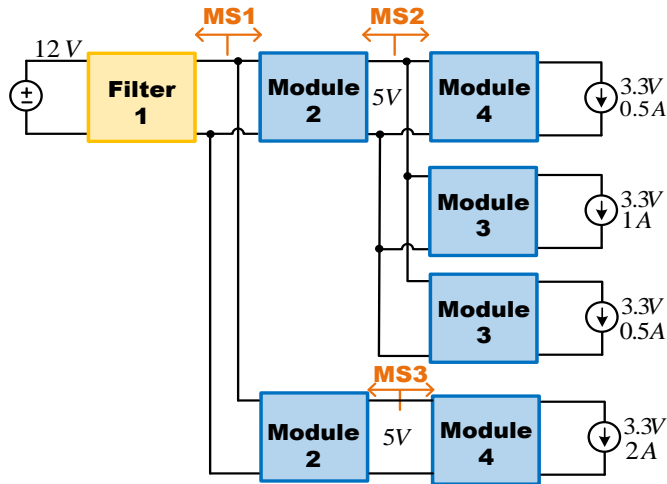 MS1
MS2
12 V
Filter
1
Module
2
5V
Module
4
3.3V
0.5A
Module
3
3.3V
1A
Module
3
3.3V
0.5A
MS3
Module
2
5V
Module
4
3.3V
2A